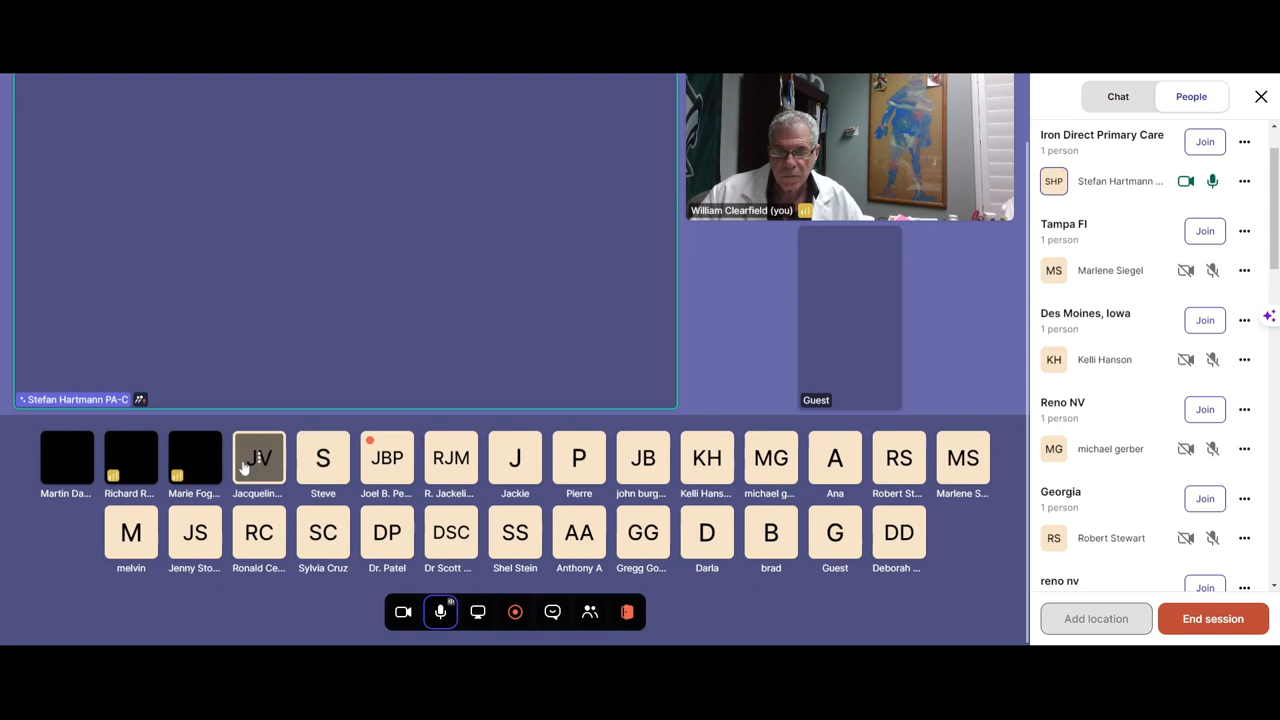 William Clearfield (you)
Guest
Stefan Hartmann PA-C
JV
S
JBP
RJM
J
P
JB
KH
MG
A
RS
MS
Martin Da...
Richard R...
Marie Fog...
Jacquelin...
Steve
Joel B. Pe...
R. Jackeli...
Jackie
Pierre
john burg...
Kelli Hans...
michael g...
Ana
Robert St...
Marlene S...
M
JS
RC
SC
DP
DSC
SS
AA
GG
D
B
G
DD
melvin
Jenny Sto...
Ronald Ce...
Sylvia Cruz
Dr. Patel
Dr Scott ...
Shel Stein
Anthony A
Gregg Go...
Darla
brad
Guest
Deborah ...
Chat
People
Iron Direct Primary Care
1 person
Join
SHP
Stefan Hartmann ...
Tampa Fl
1 person
Join
MS
Marlene Siegel
Des Moines, Iowa
1 person
Join
KH
Kelli Hanson
Reno NV
1 person
Join
MG
michael gerber
Georgia
1 person
Join
RS
Robert Stewart
reno nv
Join
Add location
End session